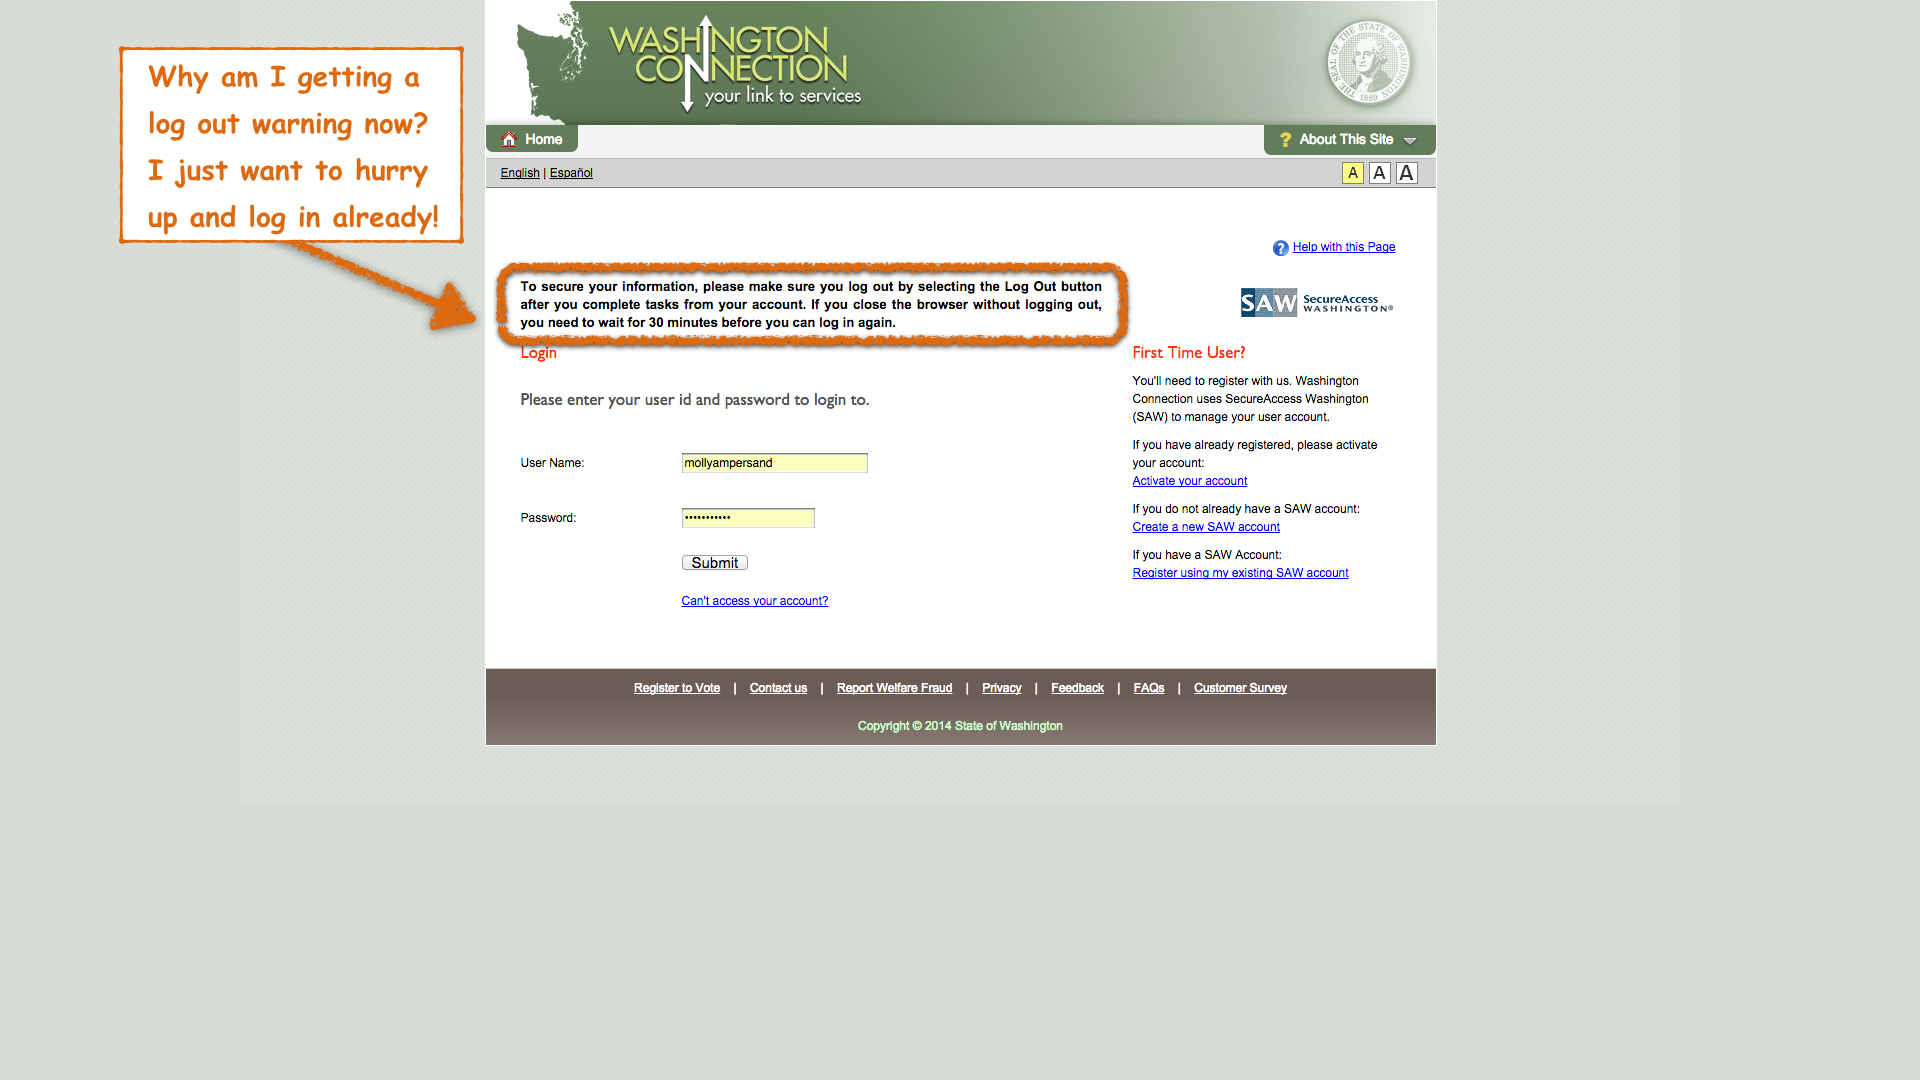 Why am I getting a
log out warning now?
I just want to hurry
up and log in already!
WASHINGTON
CONNECTION
your link to services
THE SEAL OF THE STATE OF WASHINGTON
1889
Home
About This Site
English | Español
A A A
Help with this Page
To secure your information, please make sure you log out by selecting the Log Out button
after you complete tasks from your account. If you close the browser without logging out,
you need to wait for 30 minutes before you can log in again.
SAW SecureAccess
WASHINGTON®
Login
Please enter your user id and password to login to.
User Name:
mollyampersand
Password:
•••••••••••
Submit
Can't access your account?
First Time User?
You'll need to register with us. Washington
Connection uses SecureAccess Washington
(SAW) to manage your user account.
If you have already registered, please activate
your account:
Activate your account
If you do not already have a SAW account:
Create a new SAW account
If you have a SAW Account:
Register using my existing SAW account
Register to Vote | Contact us | Report Welfare Fraud | Privacy | Feedback | FAQs | Customer Survey
Copyright © 2014 State of Washington